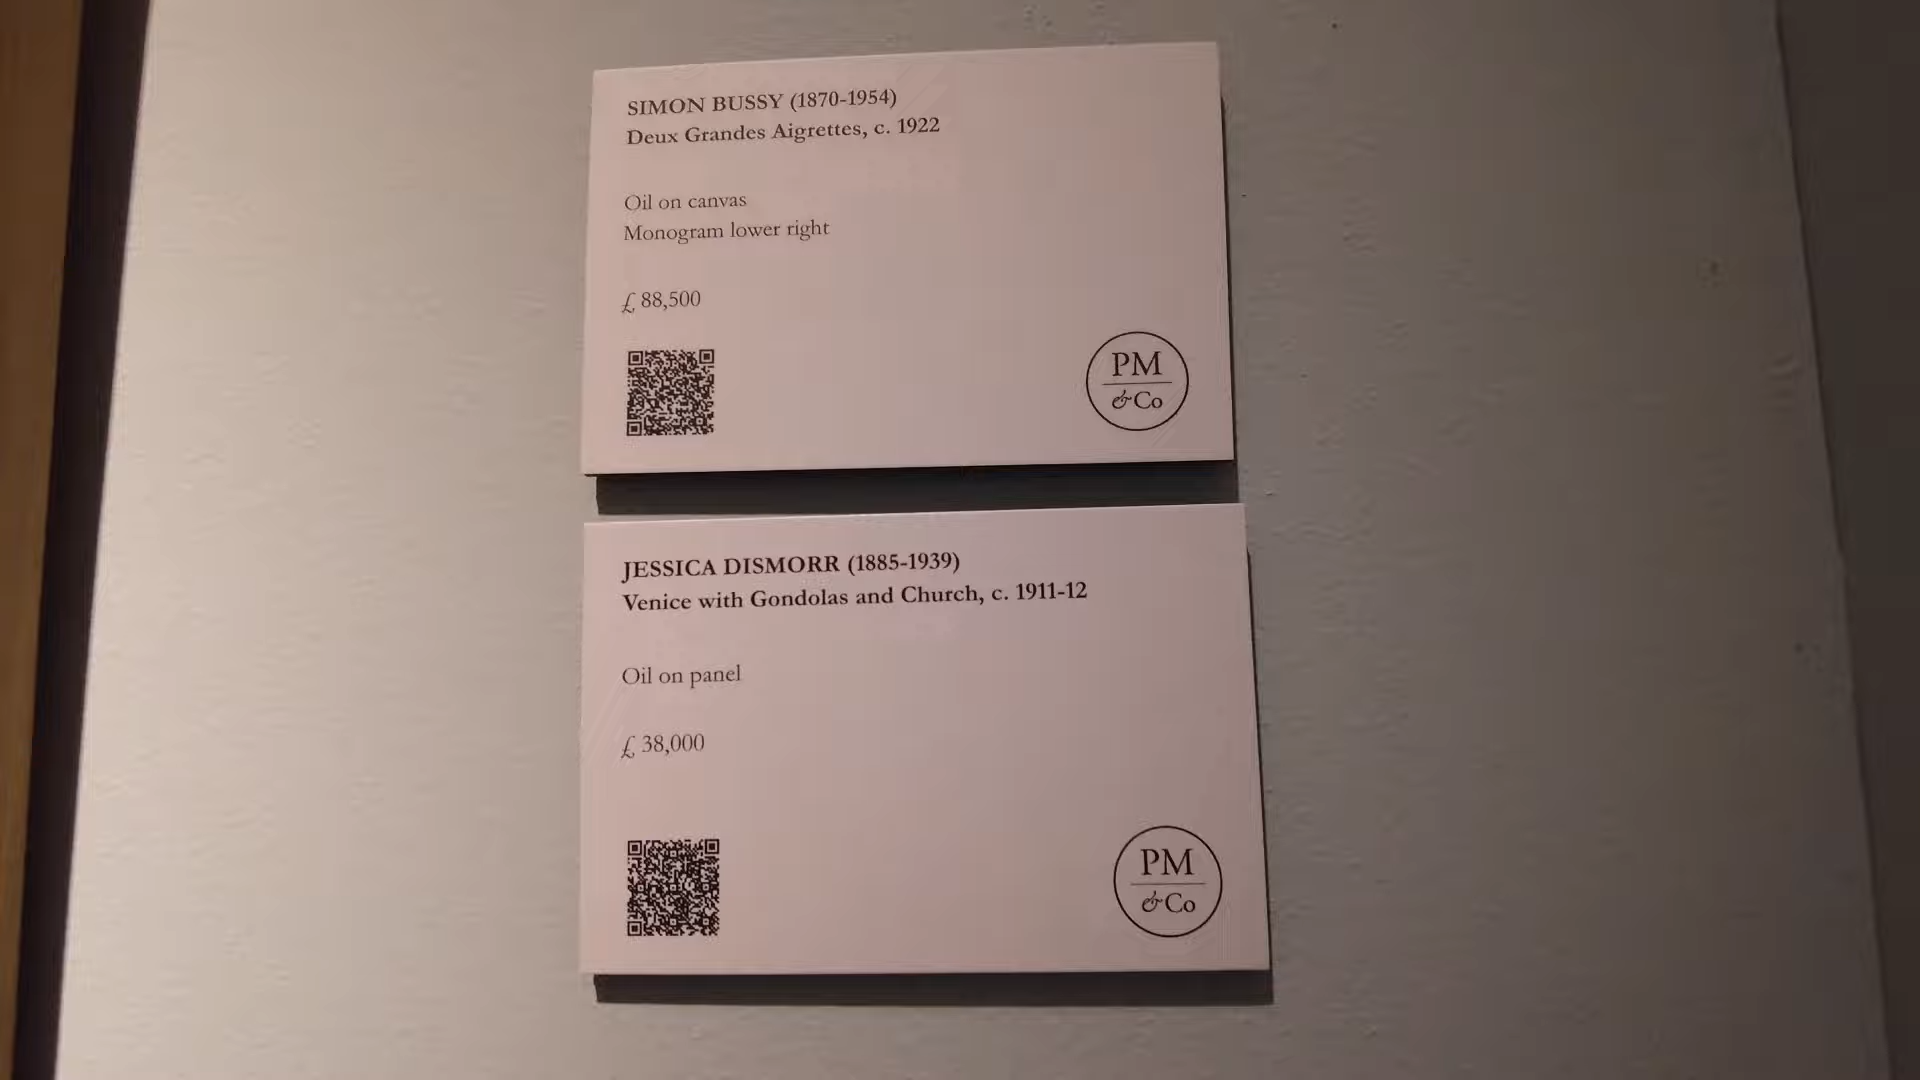 SIMON BUSSY (1870-1954)
Deux Grandes Aigrettes, c. 1922
Oil on canvas
Monogram lower right
£ 88,500
PM
& Co
JESSICA DISMORR (1885-1939)
Venice with Gondolas and Church, c. 1911-12
Oil on panel
£ 38,000
PM
& Co